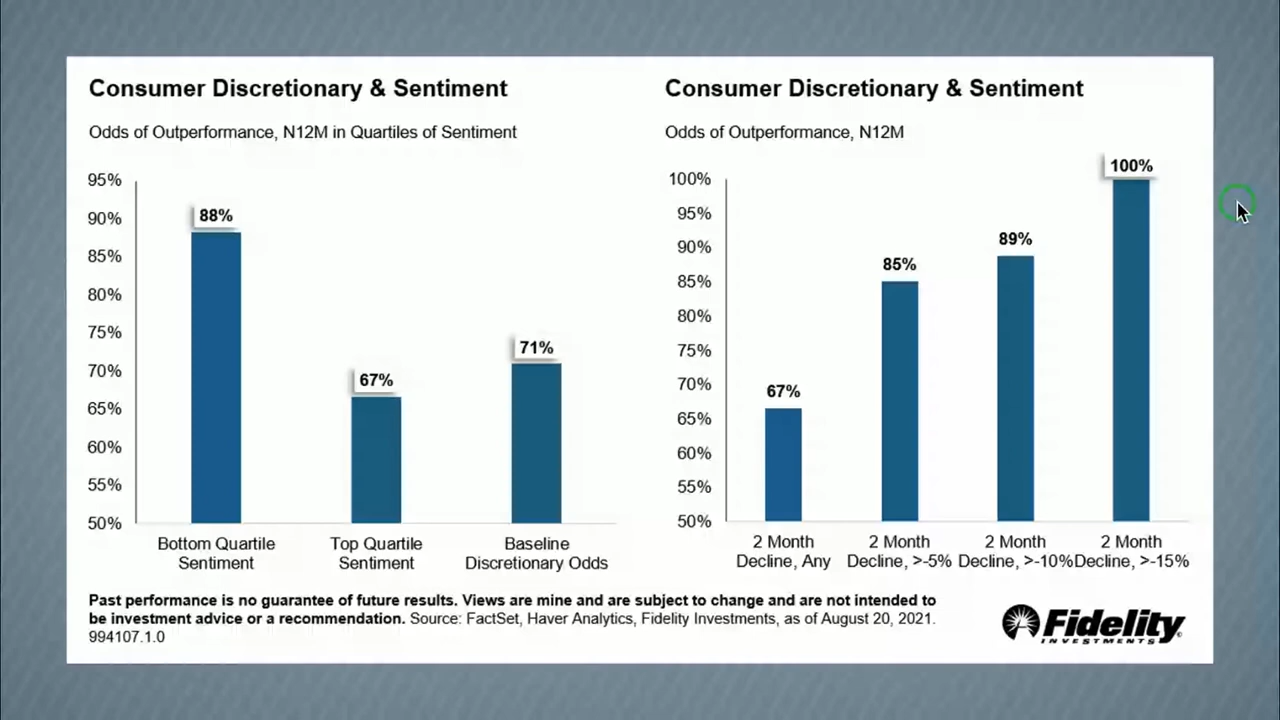 Consumer Discretionary & Sentiment
Odds of Outperformance, N12M in Quartiles of Sentiment
95%
90%
85%
80%
75%
70%
65%
60%
55%
50%
88%
67%
71%
Bottom Quartile
Sentiment
Top Quartile
Sentiment
Baseline
Discretionary Odds
Consumer Discretionary & Sentiment
Odds of Outperformance, N12M
100%
95%
90%
85%
80%
75%
70%
65%
60%
55%
50%
67%
85%
89%
100%
2 Month
Decline, Any
2 Month
Decline, >-5%
2 Month
Decline, >-10%
2 Month
Decline, >-15%
Past performance is no guarantee of future results. Views are mine and are subject to change and are not intended to
be investment advice or a recommendation. Source: FactSet, Haver Analytics, Fidelity Investments, as of August 20, 2021.
994107.1.0
Fidelity
INVESTMENTS